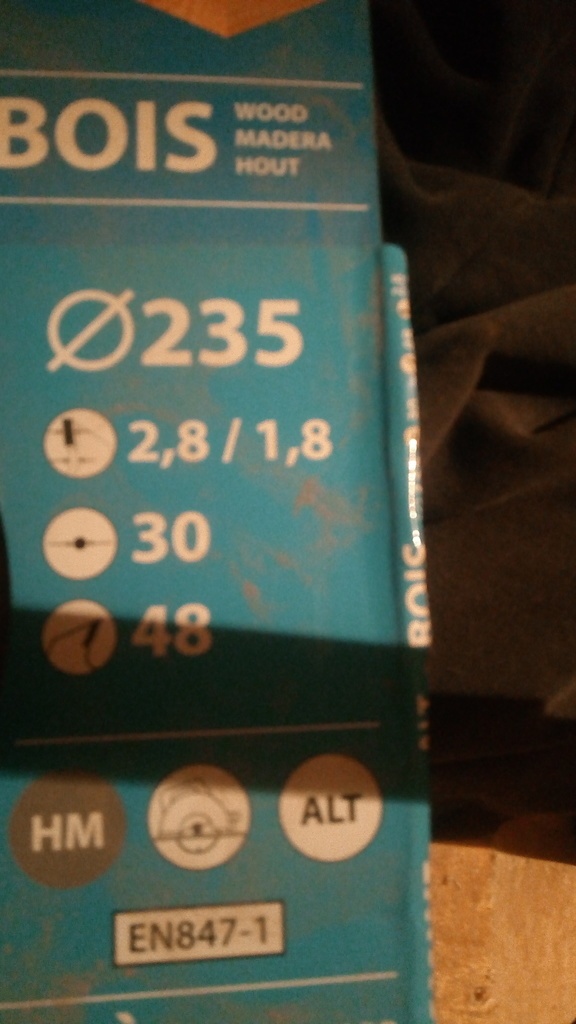 BOIS
WOOD
MADERA
HOUT
Ø235
2,8 / 1,8
30
48
HM
ALT
EN847-1
BOIS